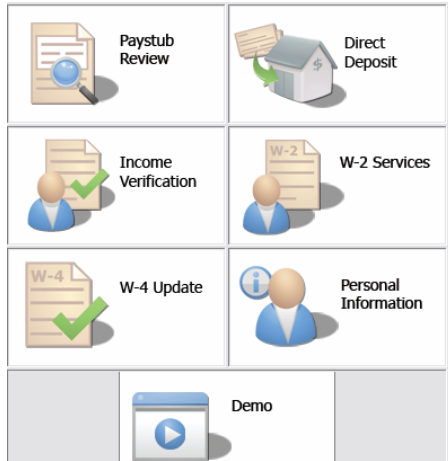 Paystub
Review
Direct
Deposit
$
Income
Verification
W-2
W-2 Services
W-4
W-4 Update
i
Personal
Information
Demo